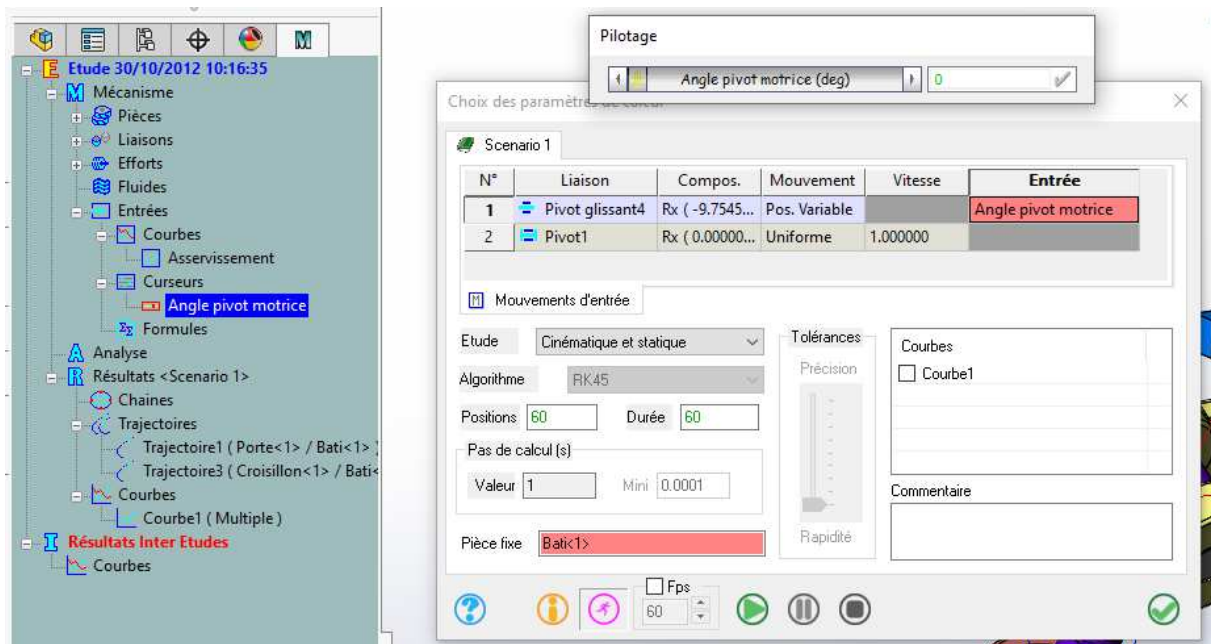 Etude 30/10/2012 10:16:35
Mécanisme
Pièces
Liaisons
Efforts
Fluides
Entrées
Courbes
Asservissement
Curseurs
Angle pivot motrice
Formules
Analyse
Résultats <Scenario 1>
Chaines
Trajectoires
Trajectoire1 ( Porte<1> / Bati<1>
Trajectoire3 ( Croisillon<1> / Bati<
Courbes
Courbe1 ( Multiple )
Résultats Inter Etudes
Courbes
Pilotage
Angle pivot motrice (deg) 0
Choix des paramètres de calcul
Scenario 1
N° Liaison Compos. Mouvement Vitesse Entrée
1 Pivot glissant4 Rx ( -9.7545... Pos. Variable Angle pivot motrice
2 Pivot1 Rx ( 0.00000... Uniforme 1.000000
Mouvements d'entrée
Etude Cinématique et statique
Algorithme RK45
Positions 60 Durée 60
Pas de calcul (s)
Valeur 1 Mini 0.0001
Pièce fixe Bati<1>
Tolérances
Précision
Rapidité
Courbes
Courbe1
Commentaire
Fps
60